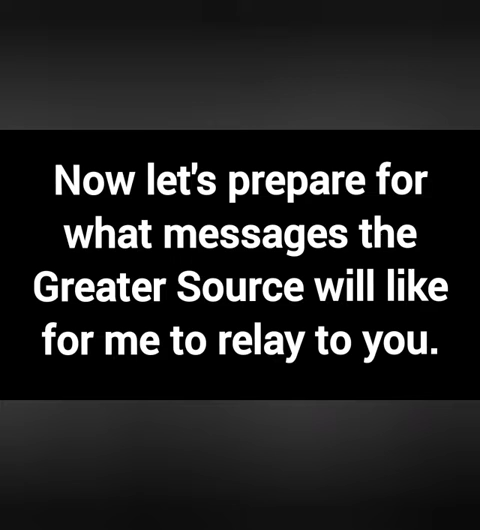 Now let's prepare for
what messages the
Greater Source will like
for me to relay to you.